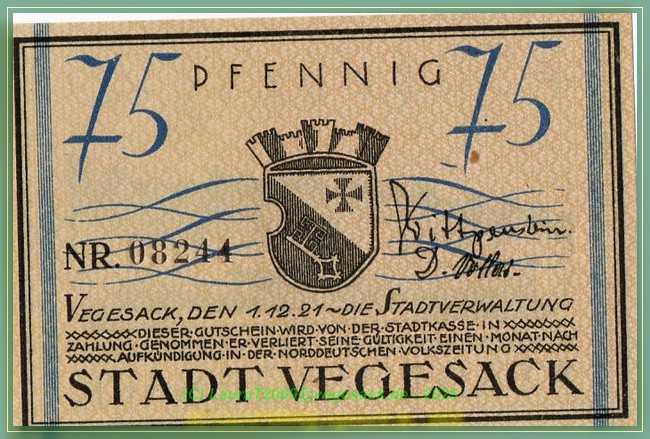 75 PFENNIG 75
NR. 08244
VEGESACK, DEN 1.12.21~DIE STADTVERWALTUNG
DIESER·GUTSCHEIN·WIRD·VON·DER·STADTKASSE·IN
ZAHLUNG·GENOMMEN·ER·VERLIERT·SEINE·GÜLTIGKEIT·EINEN·MONAT·NACH
AUFKÜNDIGUNG·IN·DER·NORDDEUTSCHEN·VOLKSZEITUNG
STADT VEGESACK